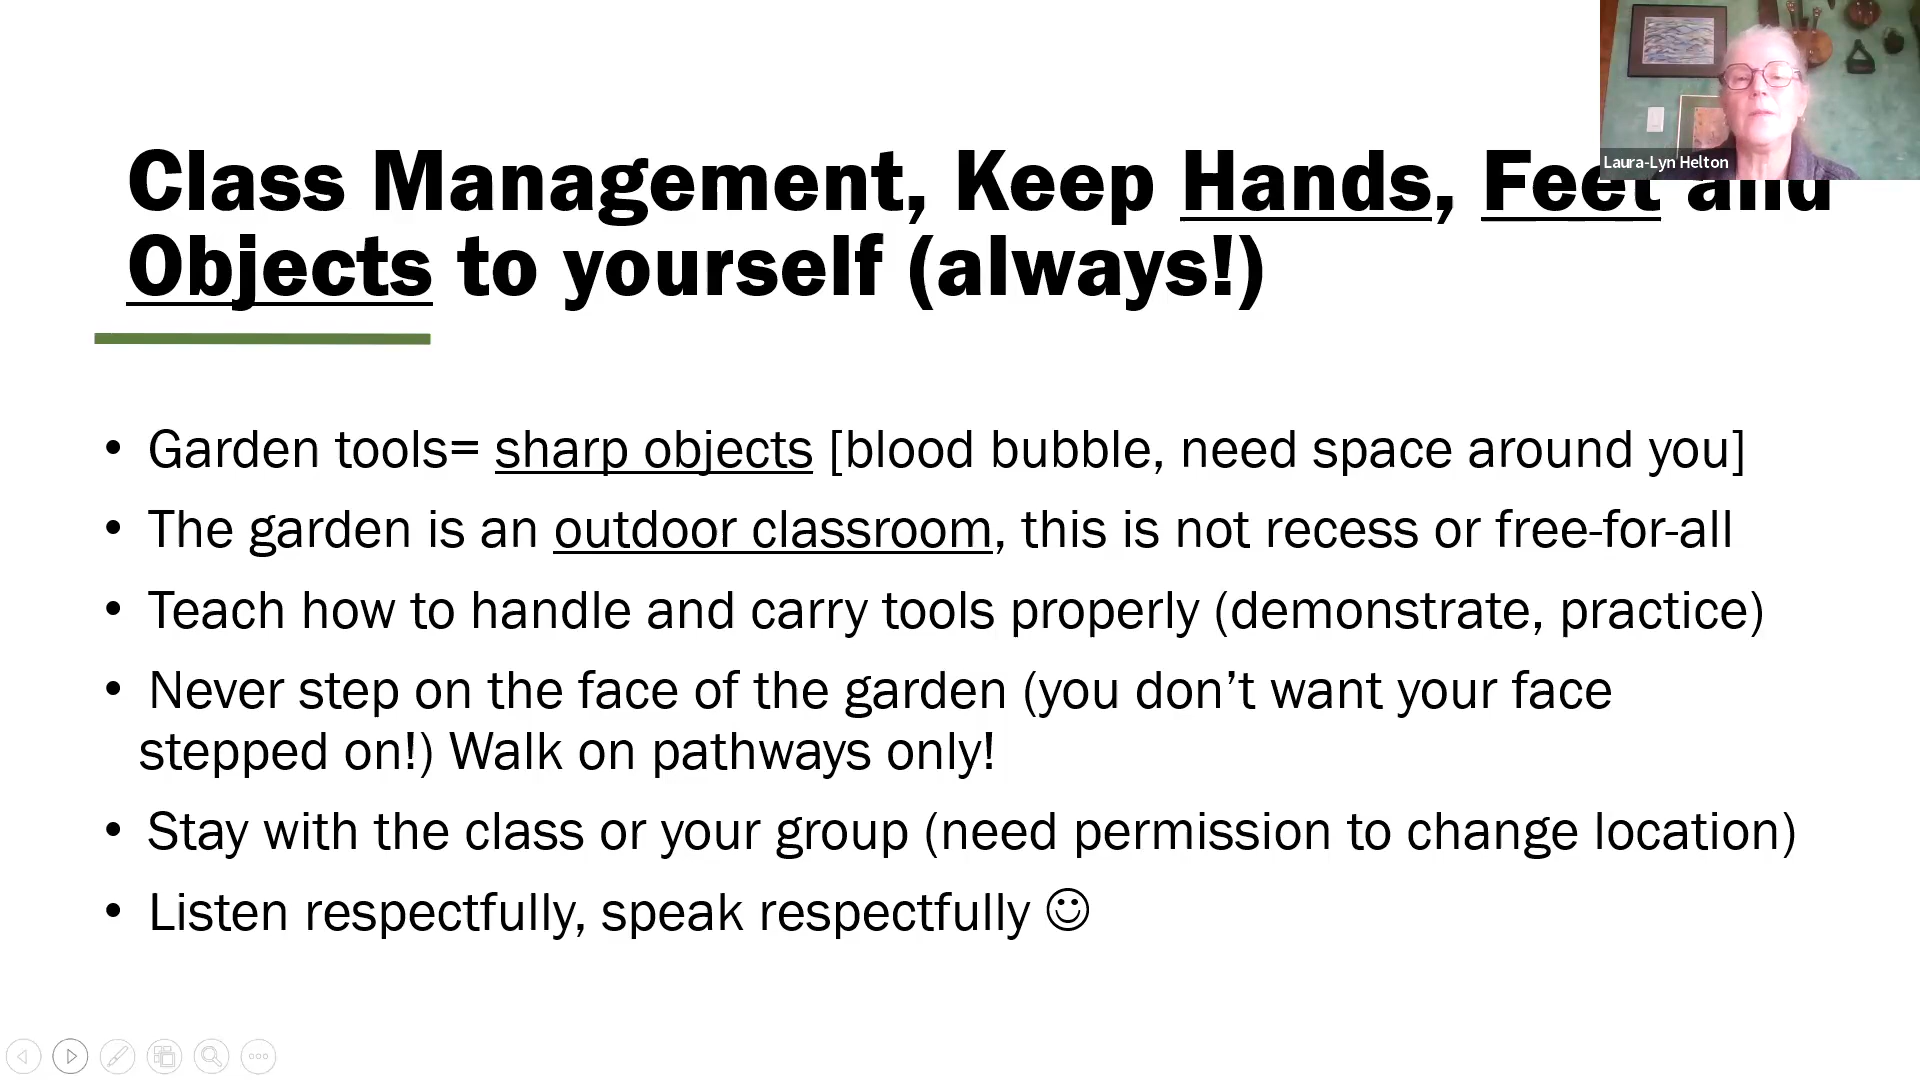 Laura-Lyn Helton
Class Management, Keep Hands, Feet and
Objects to yourself (always!)
• Garden tools= sharp objects [blood bubble, need space around you]
• The garden is an outdoor classroom, this is not recess or free-for-all
• Teach how to handle and carry tools properly (demonstrate, practice)
• Never step on the face of the garden (you don’t want your face
stepped on!) Walk on pathways only!
• Stay with the class or your group (need permission to change location)
• Listen respectfully, speak respectfully ☺